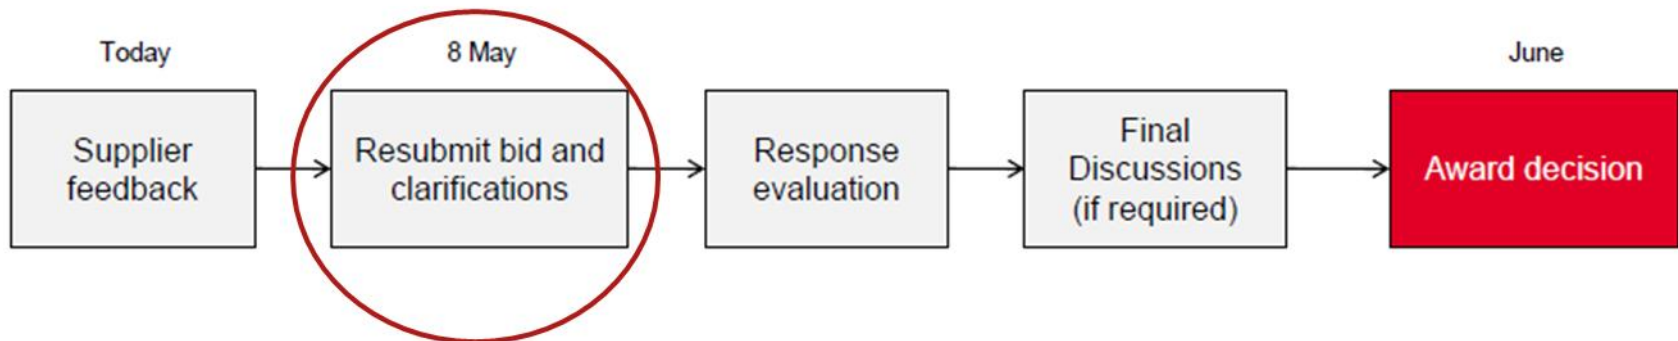 Today
Supplier
feedback
8 May
Resubmit bid and
clarifications
Response
evaluation
Final
Discussions
(if required)
June
Award decision